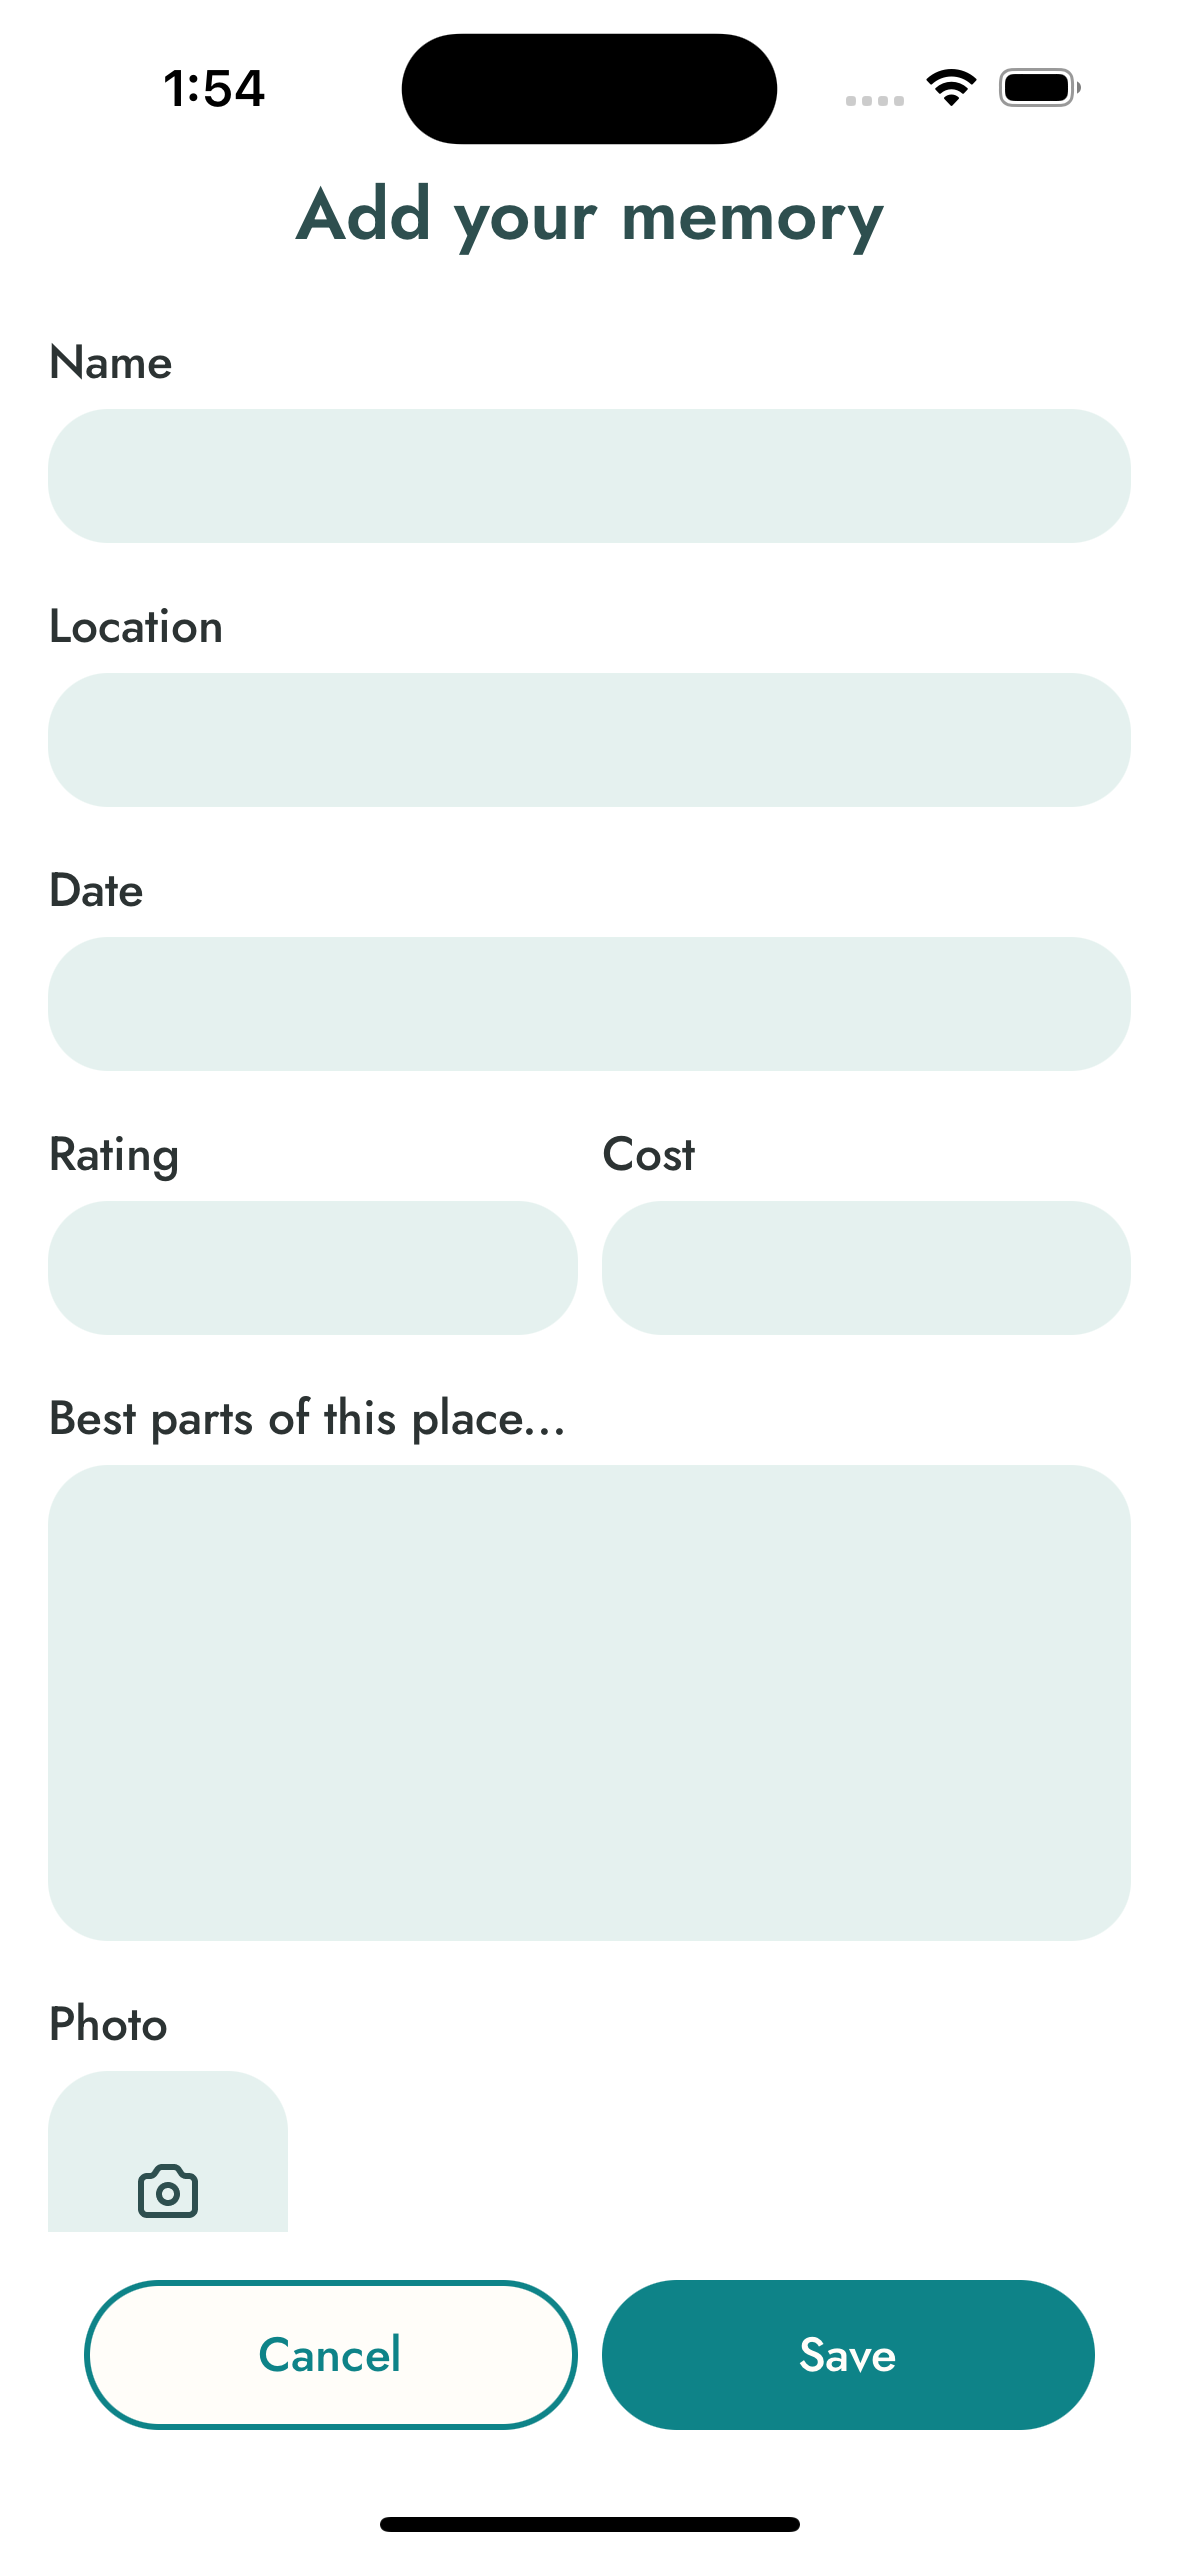 1:54
Add your memory
Name
Location
Date
Rating Cost
Best parts of this place...
Photo
Cancel Save